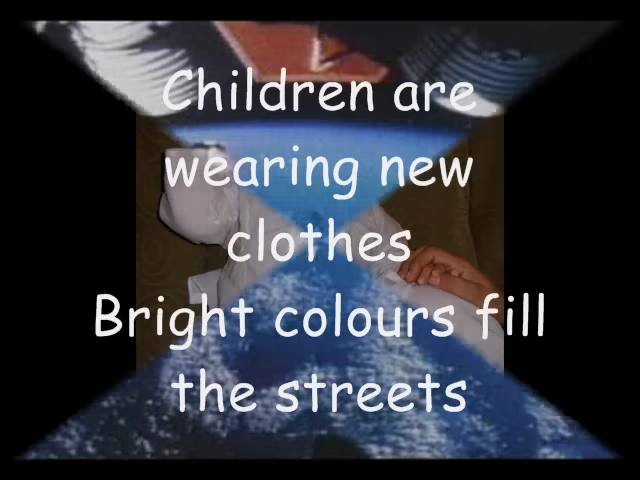 Children are
wearing new
clothes
Bright colours fill
the streets